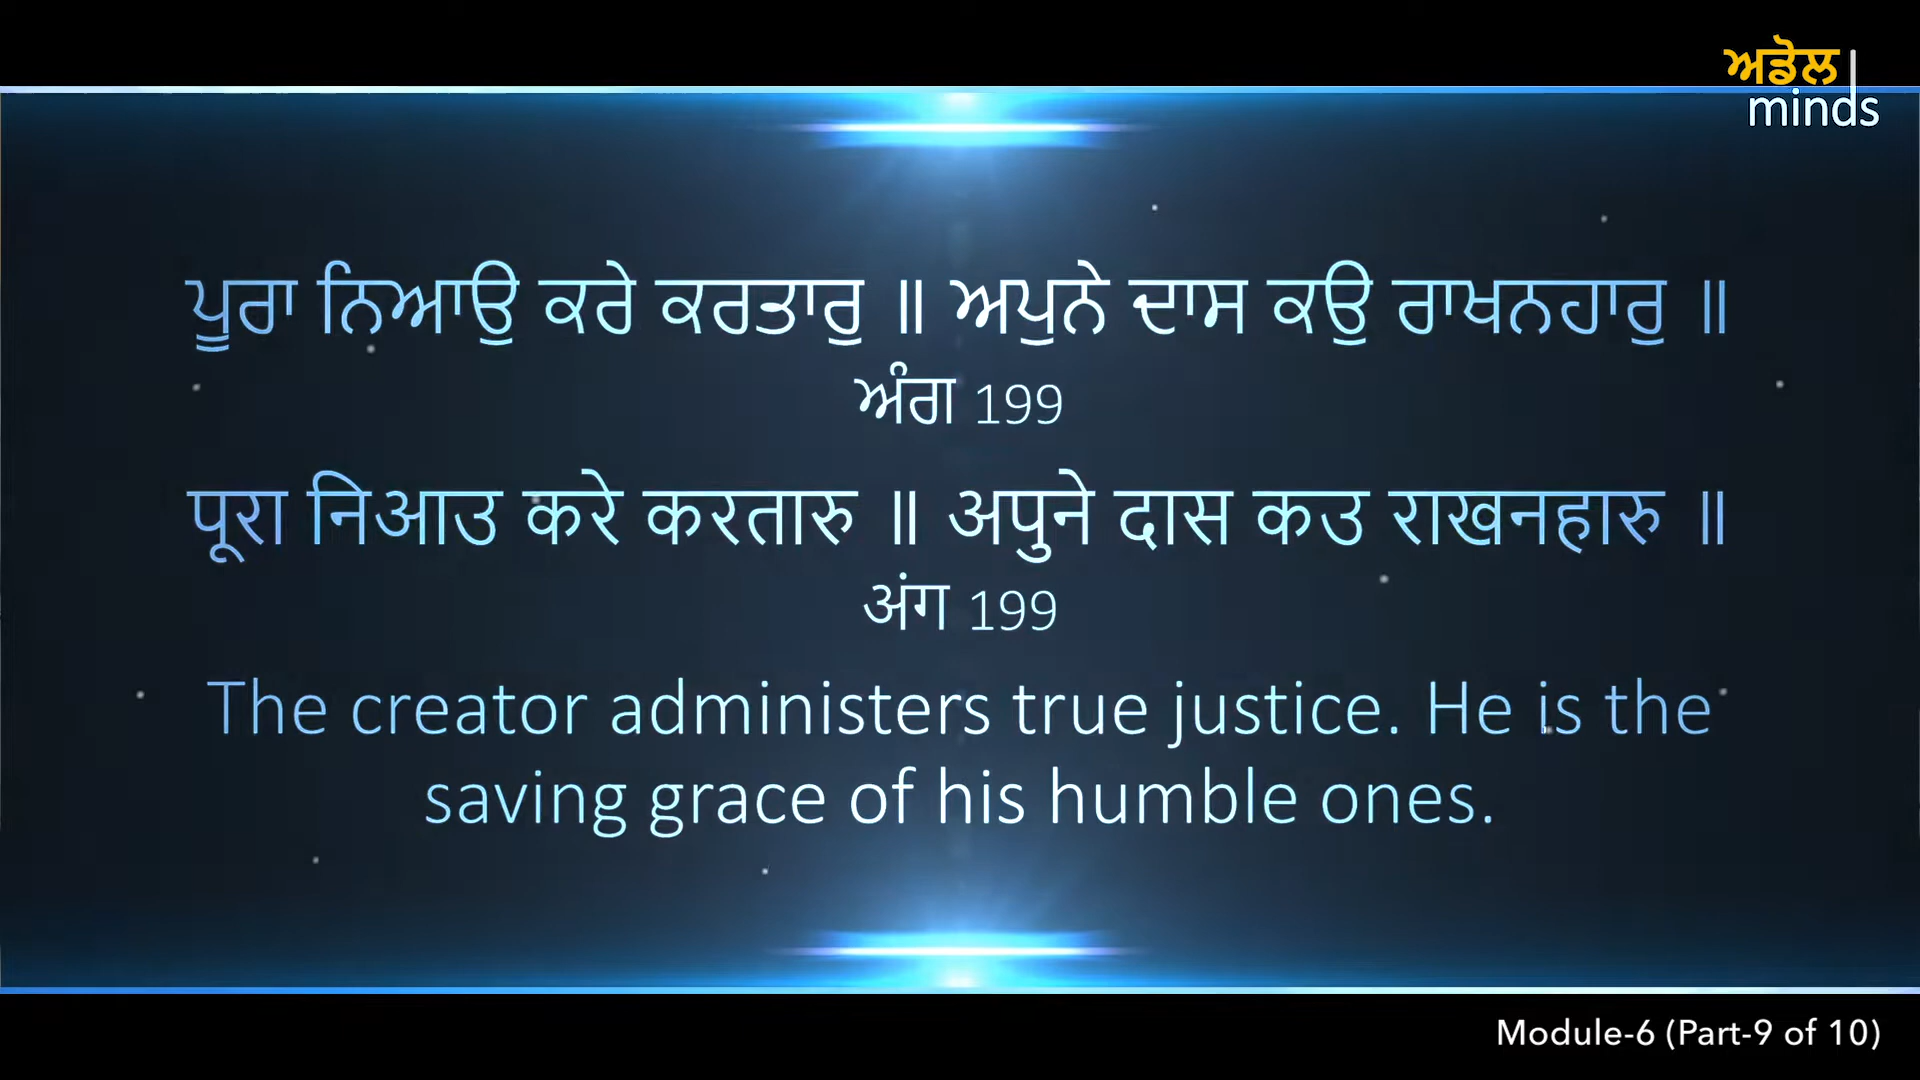 ਅਡੋਲ
minds
ਪੂਰਾ ਨਿਆਉ ਕਰੇ ਕਰਤਾਰੁ ॥ ਅਪੁਨੇ ਦਾਸ ਕਉ ਰਾਖਨਹਾਰੁ ॥
ਅੰਗ 199
पूरा निआउ करे करतारु ॥ अपुने दास कउ राखनहारु ॥
अंग 199
The creator administers true justice. He is the
saving grace of his humble ones.
Module-6 (Part-9 of 10)